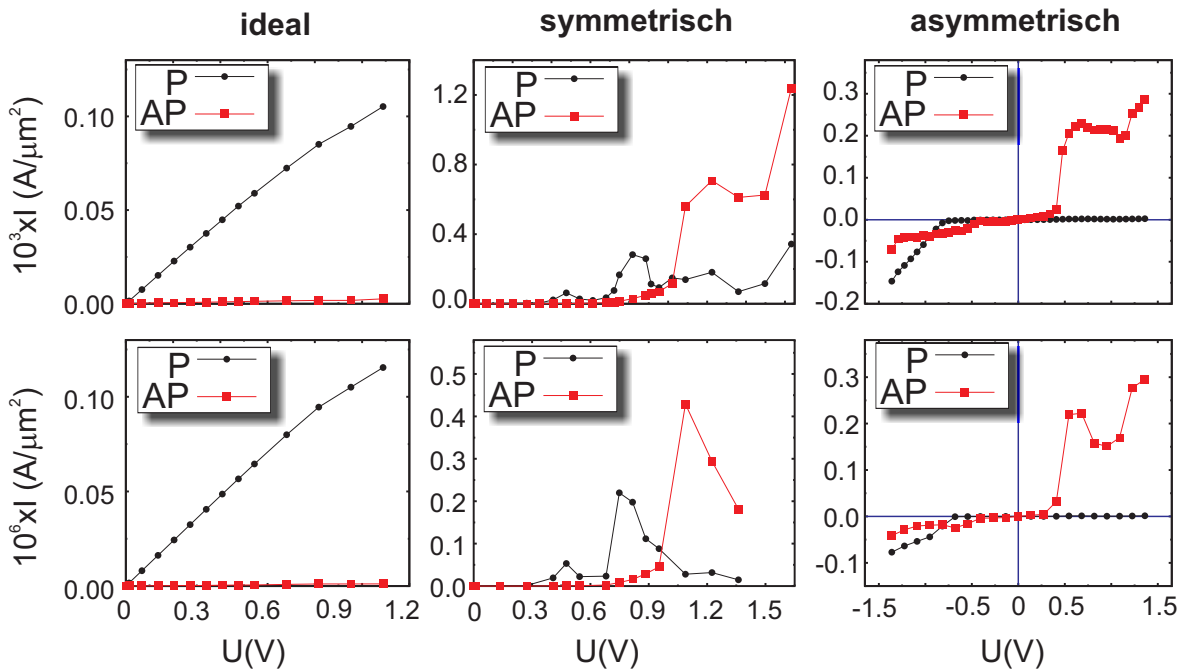 ideal
symmetrisch
asymmetrisch
10³xI (A/μm²)
0.10
0.05
0.00
P
AP
1.2
0.8
0.4
0.0
P
AP
0.3
0.2
0.1
0.0
-0.1
-0.2
P
AP
10⁶xI (A/μm²)
0.10
0.05
0.00
P
AP
0 0.3 0.6 0.9 1.2
U(V)
0.5
0.4
0.3
0.2
0.1
0.0
P
AP
0 0.3 0.6 0.9 1.2 1.5
U(V)
0.3
0.2
0.1
0.0
-0.1
P
AP
-1.5 -0.5 0 0.5 1.5
U(V)